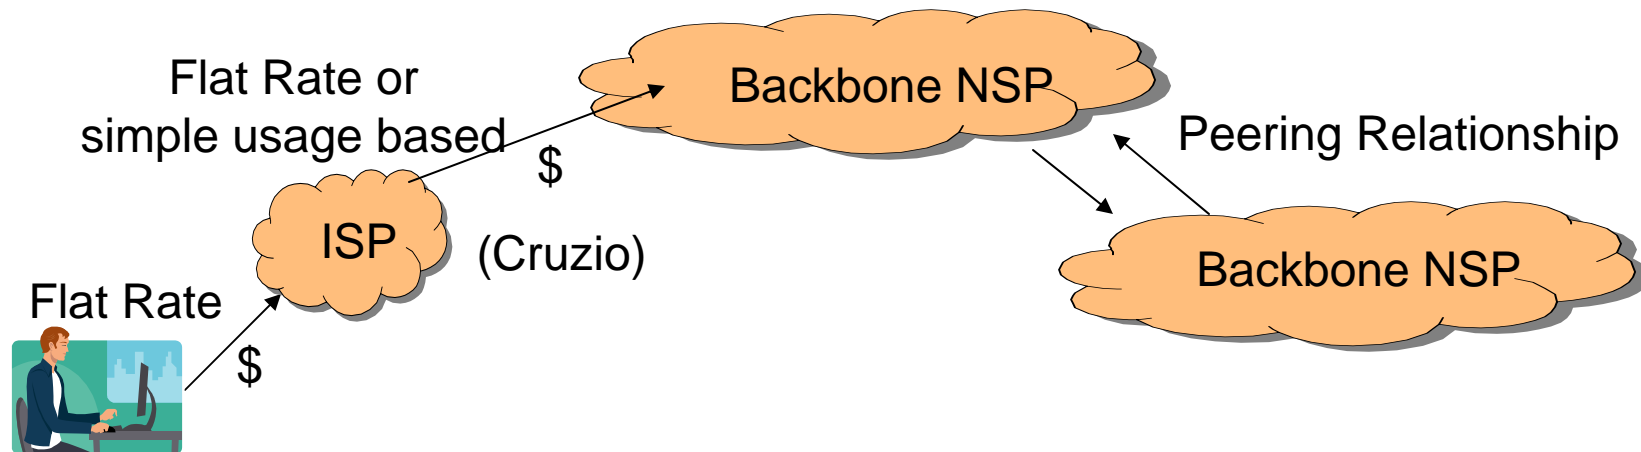 Flat Rate or
simple usage based
$
Backbone NSP
Peering Relationship
ISP
(Cruzio)
Backbone NSP
Flat Rate
$